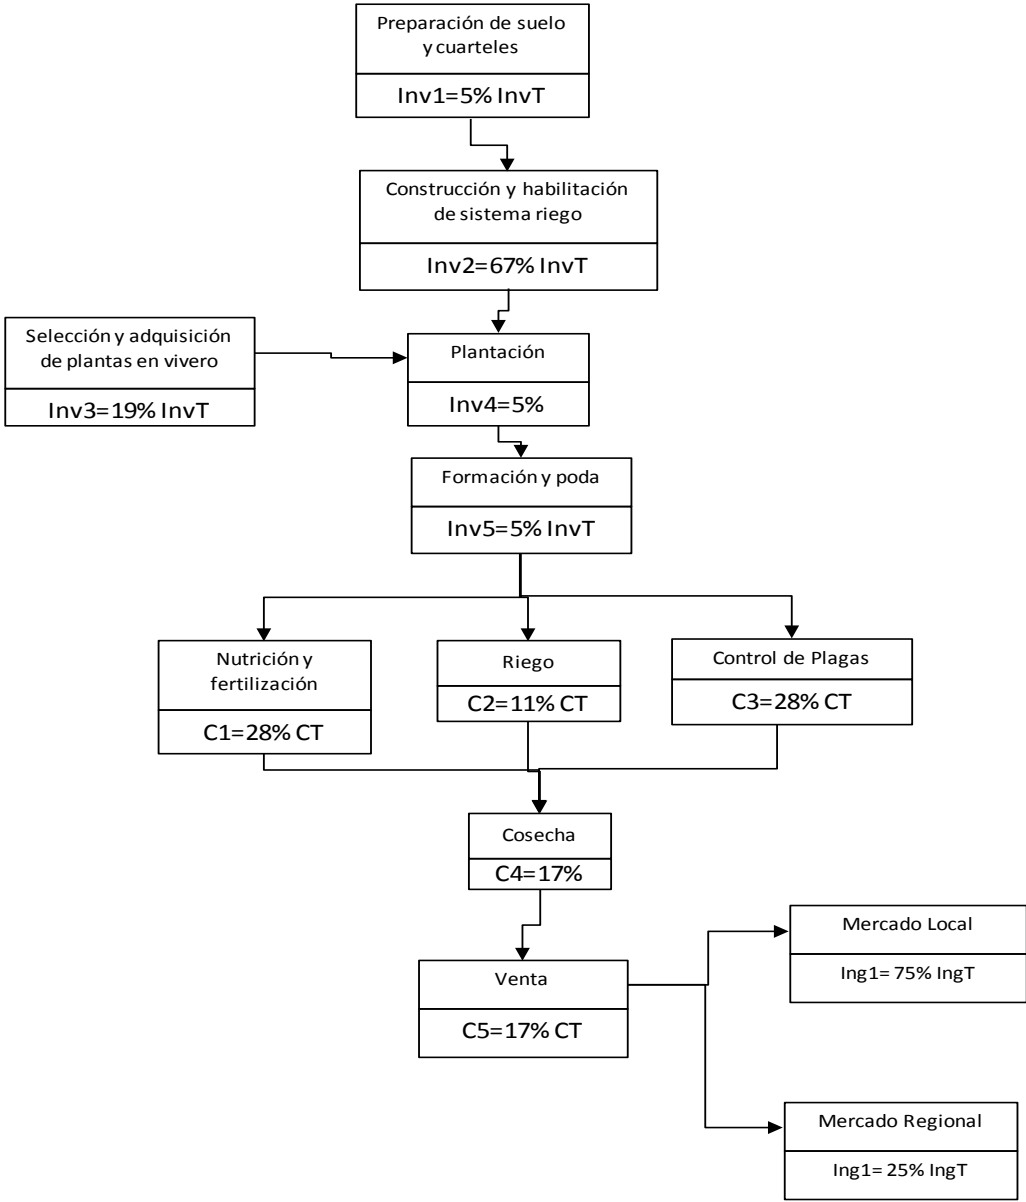 Preparación de suelo
y cuarteles
Inv1=5% InvT
Construcción y habilitación
de sistema riego
Inv2=67% InvT
Selección y adquisición
de plantas en vivero
Inv3=19% InvT
Plantación
Inv4=5%
Formación y poda
Inv5=5% InvT
Nutrición y
fertilización
C1=28% CT
Riego
C2=11% CT
Control de Plagas
C3=28% CT
Cosecha
C4=17%
Venta
C5=17% CT
Mercado Local
Ing1= 75% IngT
Mercado Regional
Ing1= 25% IngT